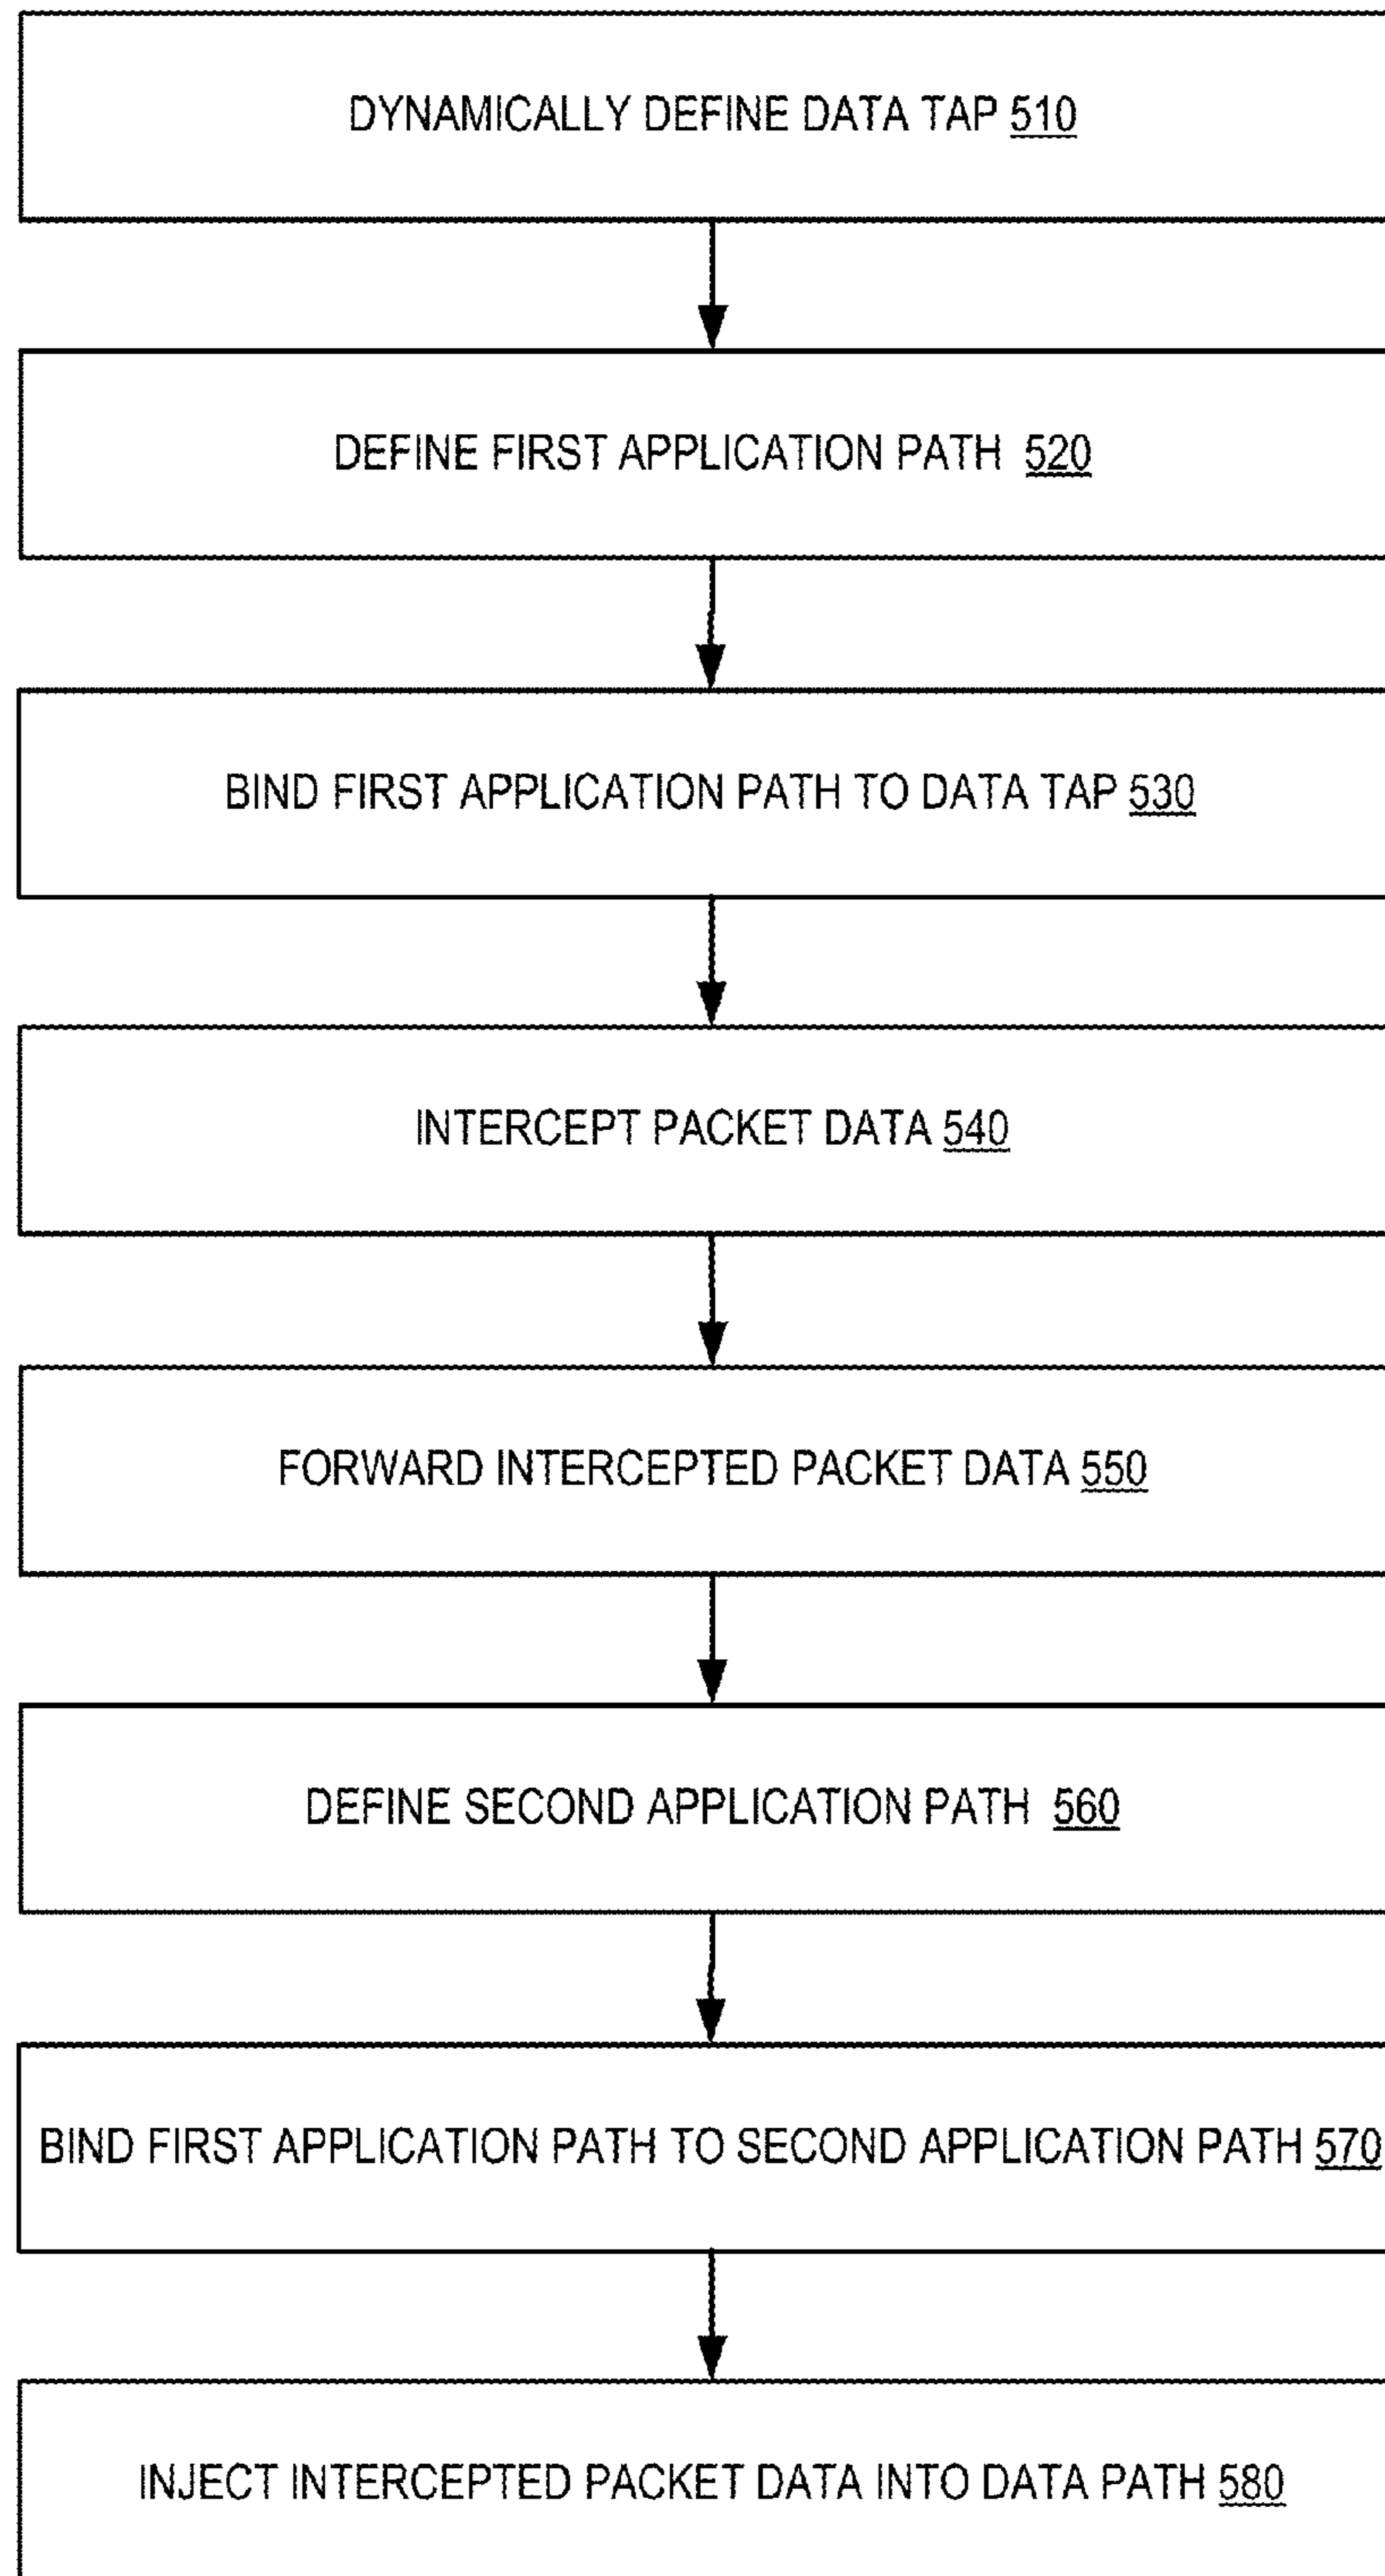 DYNAMICALLY DEFINE DATA TAP 510
DEFINE FIRST APPLICATION PATH 520
BIND FIRST APPLICATION PATH TO DATA TAP 530
INTERCEPT PACKET DATA 540
FORWARD INTERCEPTED PACKET DATA 550
DEFINE SECOND APPLICATION PATH 560
BIND FIRST APPLICATION PATH TO SECOND APPLICATION PATH 570
INJECT INTERCEPTED PACKET DATA INTO DATA PATH 580